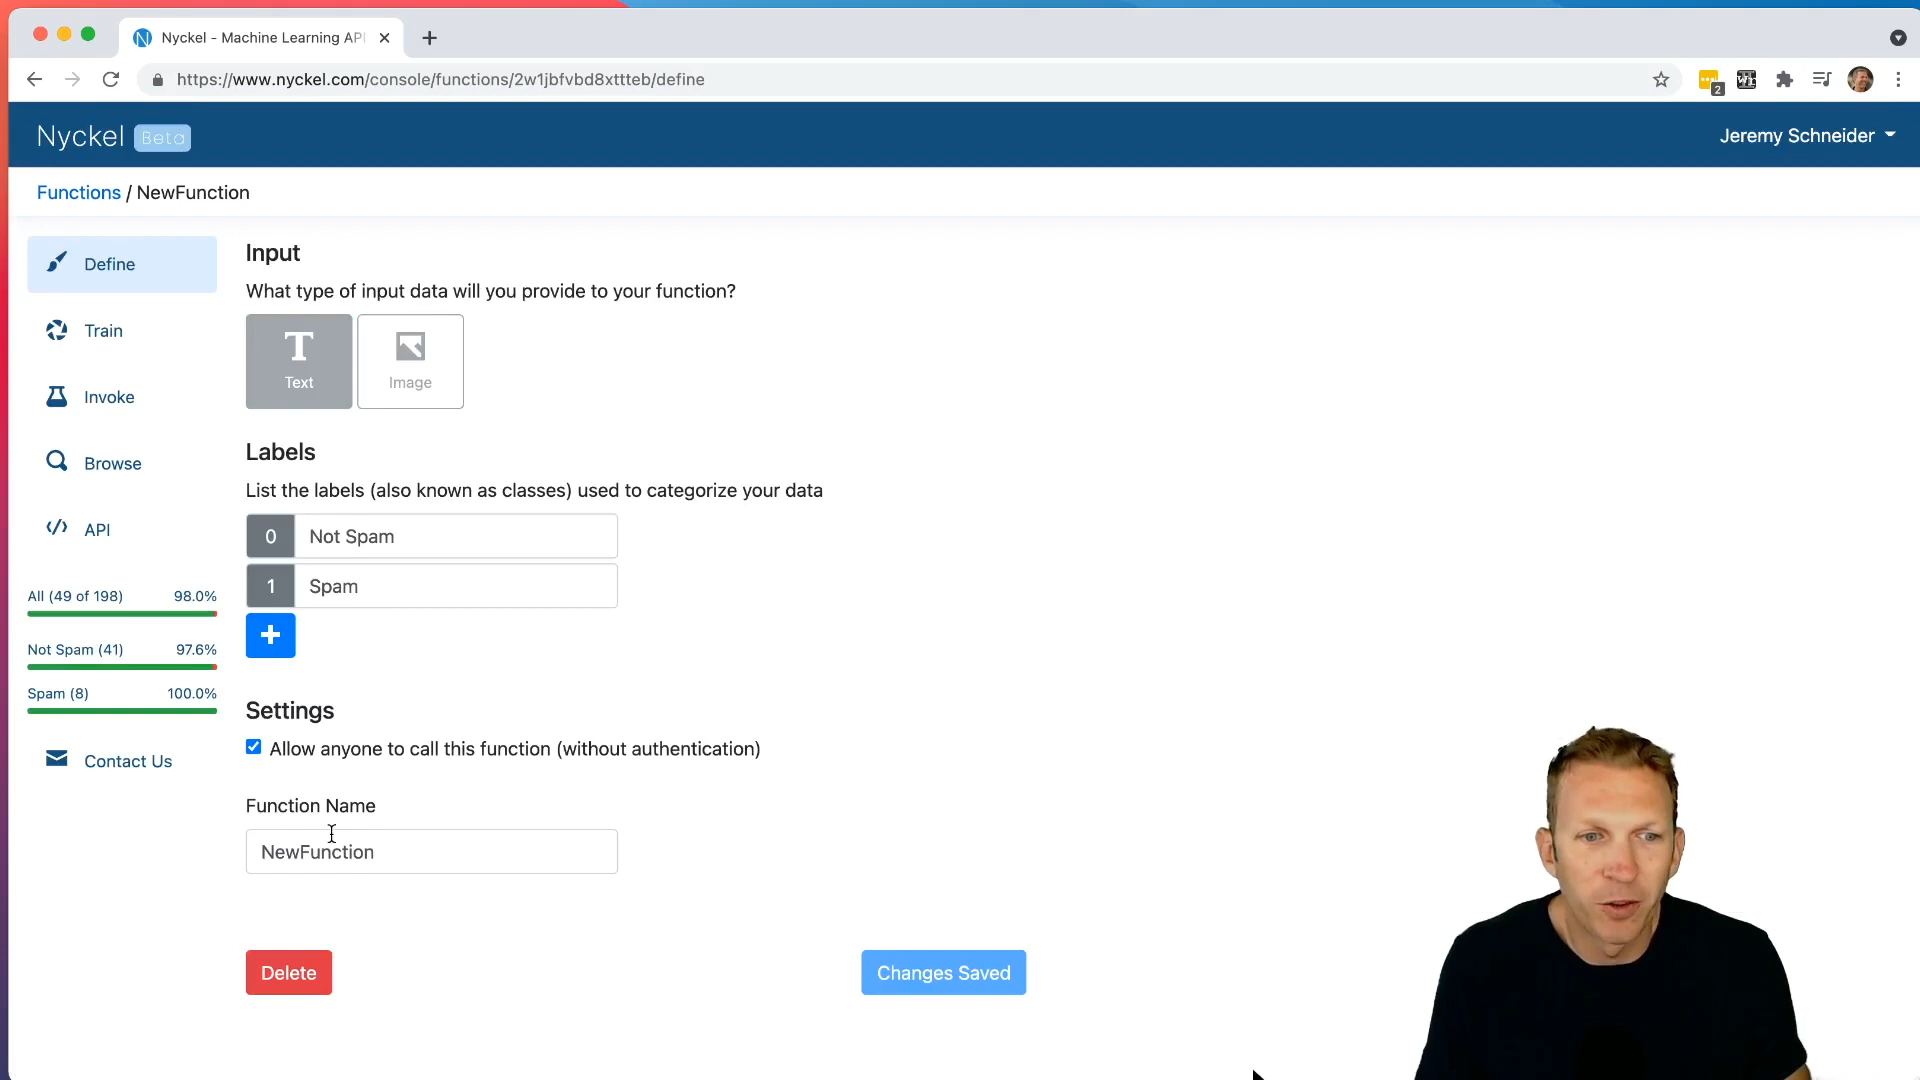 Nyckel - Machine Learning API
https://www.nyckel.com/console/functions/2w1jbfvbd8xttteb/define
2
Nyckel Beta
Jeremy Schneider
Functions / NewFunction
Define
Train
Invoke
Browse
API
All (49 of 198) 98.0%
Not Spam (41) 97.6%
Spam (8) 100.0%
Contact Us
Input
What type of input data will you provide to your function?
T
Text
Image
Labels
List the labels (also known as classes) used to categorize your data
0 Not Spam
1 Spam
+
Settings
Allow anyone to call this function (without authentication)
Function Name
NewFunction
Delete
Changes Saved